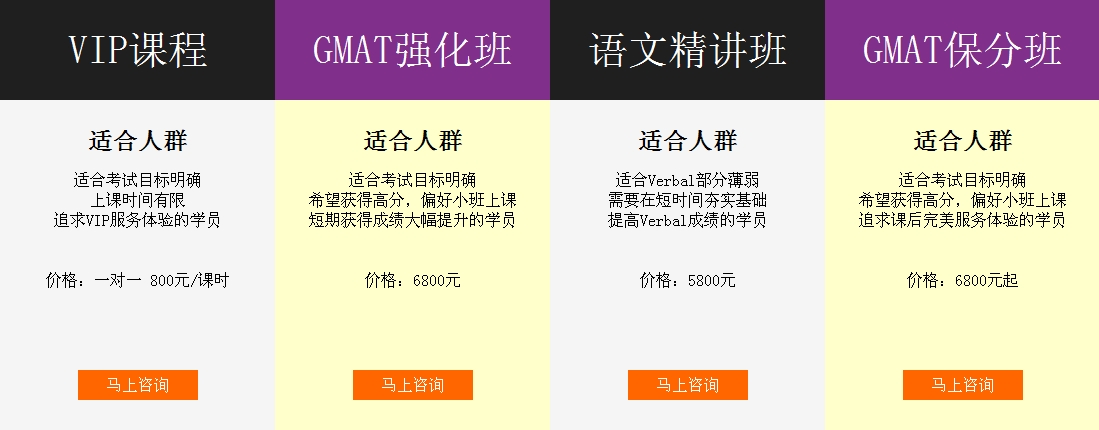 VIP课程
适合人群
适合考试目标明确
上课时间有限
追求VIP服务体验的学员
价格：一对一 800元/课时
马上咨询
GMAT强化班
适合人群
适合考试目标明确
希望获得高分，偏好小班上课
短期获得成绩大幅提升的学员
价格：6800元
马上咨询
语文精讲班
适合人群
适合Verbal部分薄弱
需要在短时间夯实基础
提高Verbal成绩的学员
价格：5800元
马上咨询
GMAT保分班
适合人群
适合考试目标明确
希望获得高分，偏好小班上课
追求课后完美服务体验的学员
价格：6800元起
马上咨询